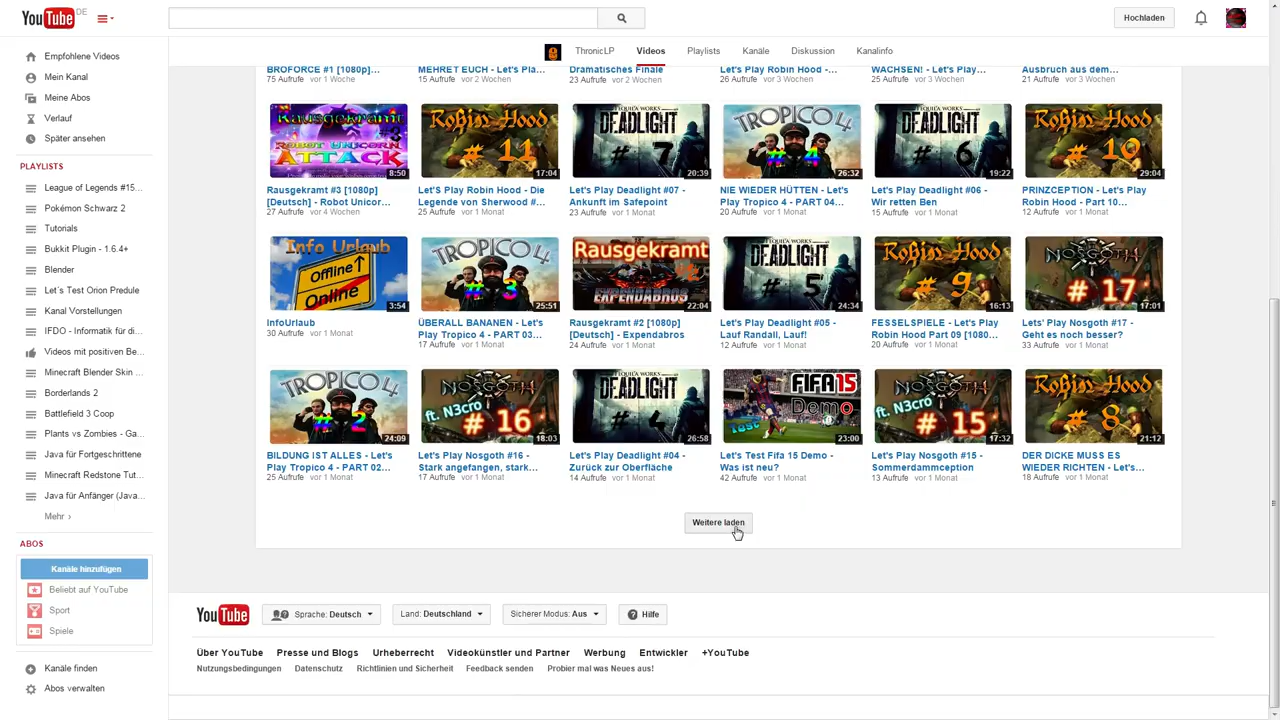 YouTube DE
Hochladen
ThronicLP Videos Playlists Kanäle Diskussion Kanalinfo
Empfohlene Videos
Mein Kanal
Meine Abos
Verlauf
Später ansehen
PLAYLISTS
League of Legends #15...
Pokémon Schwarz 2
Tutorials
Bukkit Plugin - 1.6.4+
Blender
Let´s Test Orion Predule
Kanal Vorstellungen
IFDO - Informatik für di...
Videos mit positiven Be...
Minecraft Blender Skin ...
Borderlands 2
Battlefield 3 Coop
Plants vs Zombies - Ga...
Java für Fortgeschrittene
Minecraft Redstone Tut...
Java für Anfänger (Java...
Mehr ›
ABOS
Kanäle hinzufügen
Beliebt auf YouTube
Sport
Spiele
Kanäle finden
Abos verwalten
BROFORCE #1 [1080p]...
75 Aufrufe vor 1 Woche
MEHRET EUCH - Let's Pla...
15 Aufrufe vor 2 Wochen
Dramatisches Finale
23 Aufrufe vor 2 Wochen
Let's Play Robin Hood -...
26 Aufrufe vor 3 Wochen
WACHSEN! - Let's Play...
25 Aufrufe vor 3 Wochen
Ausbruch aus dem...
21 Aufrufe vor 3 Wochen
Rausgekramt
#3
ROBOT UNICORN
ATTACK
8:50
Rausgekramt #3 [1080p]
[Deutsch] - Robot Unicor...
27 Aufrufe vor 4 Wochen
Robin Hood
# 11
17:04
Let'S Play Robin Hood - Die
Legende von Sherwood #...
25 Aufrufe vor 1 Monat
TEQUILA WORKS
DEADLIGHT
# 7
20:39
Let's Play Deadlight #07 -
Ankunft im Safepoint
23 Aufrufe vor 1 Monat
TROPICO 4
# 4
26:32
NIE WIEDER HÜTTEN - Let's
Play Tropico 4 - PART 04...
20 Aufrufe vor 1 Monat
TEQUILA WORKS
DEADLIGHT
# 6
19:22
Let's Play Deadlight #06 -
Wir retten Ben
15 Aufrufe vor 1 Monat
Robin Hood
# 10
29:04
PRINZCEPTION - Let's Play
Robin Hood - Part 10...
12 Aufrufe vor 1 Monat
Info Urlaub
Offline
Online
3:54
InfoUrlaub
30 Aufrufe vor 1 Monat
TROPICO 4
# 3
25:51
ÜBERALL BANANEN - Let's
Play Tropico 4 - PART 03...
17 Aufrufe vor 1 Monat
Rausgekramt
#2
EXPENDABROS
22:04
Rausgekramt #2 [1080p]
[Deutsch] - Expendabros
24 Aufrufe vor 1 Monat
TEQUILA WORKS
DEADLIGHT
# 5
24:34
Let's Play Deadlight #05 -
Lauf Randall, Lauf!
12 Aufrufe vor 1 Monat
Robin Hood
# 9
16:13
FESSELSPIELE - Let's Play
Robin Hood Part 09 [1080...
20 Aufrufe vor 1 Monat
NOSGOTH
# 17
17:01
Lets' Play Nosgoth #17 -
Geht es noch besser?
33 Aufrufe vor 1 Monat
TROPICO 4
# 2
24:09
BILDUNG IST ALLES - Let's
Play Tropico 4 - PART 02...
25 Aufrufe vor 1 Monat
NOSGOTH
ft. N3cro
# 16
18:03
Let's Play Nosgoth #16 -
Stark angefangen, stark...
17 Aufrufe vor 1 Monat
TEQUILA WORKS
DEADLIGHT
# 4
26:58
Let's Play Deadlight #04 -
Zurück zur Oberfläche
14 Aufrufe vor 1 Monat
FIFA 15
Demo
Test
23:00
Let's Test Fifa 15 Demo -
Was ist neu?
42 Aufrufe vor 1 Monat
NOSGOTH
ft. N3cro
# 15
17:32
Let's Play Nosgoth #15 -
Sommerdammception
13 Aufrufe vor 1 Monat
Robin Hood
# 8
21:12
DER DICKE MUSS ES
WIEDER RICHTEN - Let's...
18 Aufrufe vor 1 Monat
Weitere laden
YouTube Sprache: Deutsch Land: Deutschland Sicherer Modus: Aus Hilfe
Über YouTube Presse und Blogs Urheberrecht Videokünstler und Partner Werbung Entwickler +YouTube
Nutzungsbedingungen Datenschutz Richtlinien und Sicherheit Feedback senden Probier mal was Neues aus!